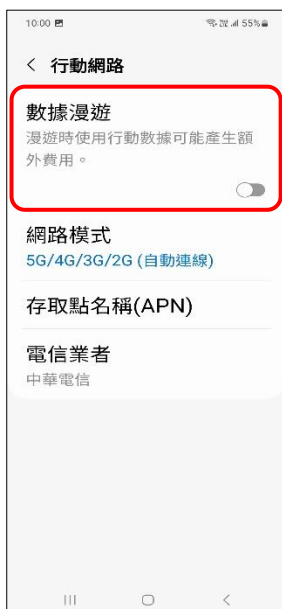 10:00
55%
行動網路
數據漫遊
漫遊時使用行動數據可能產生額
外費用。
網路模式
5G/4G/3G/2G (自動連線)
存取點名稱(APN)
電信業者
中華電信